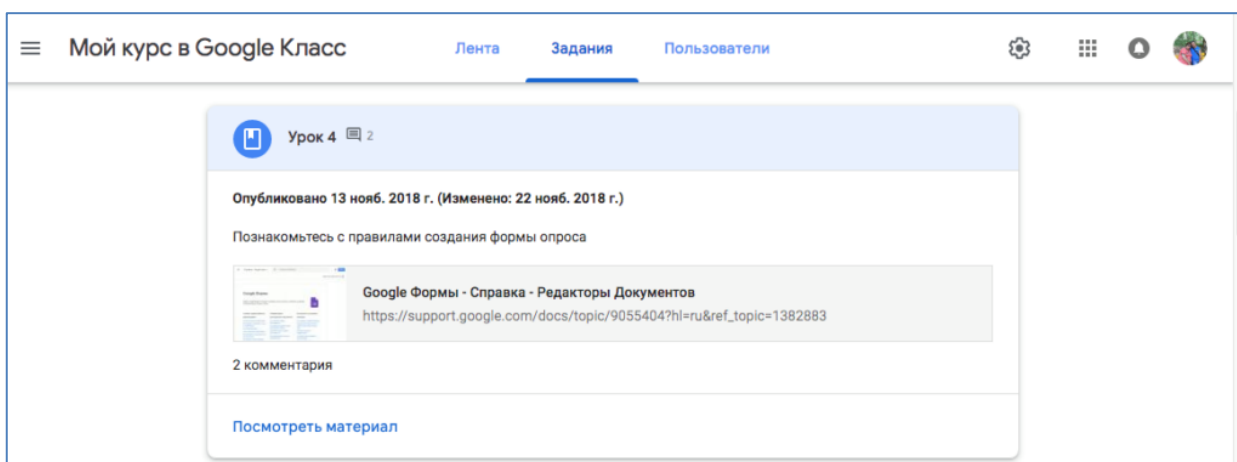 Мой курс в Google Класс
Лента
Задания
Пользователи
Урок 4 2
Опубликовано 13 нояб. 2018 г. (Изменено: 22 нояб. 2018 г.)
Познакомьтесь с правилами создания формы опроса
Google Формы - Справка - Редакторы Документов
https://support.google.com/docs/topic/9055404?hl=ru&ref_topic=1382883
2 комментария
Посмотреть материал